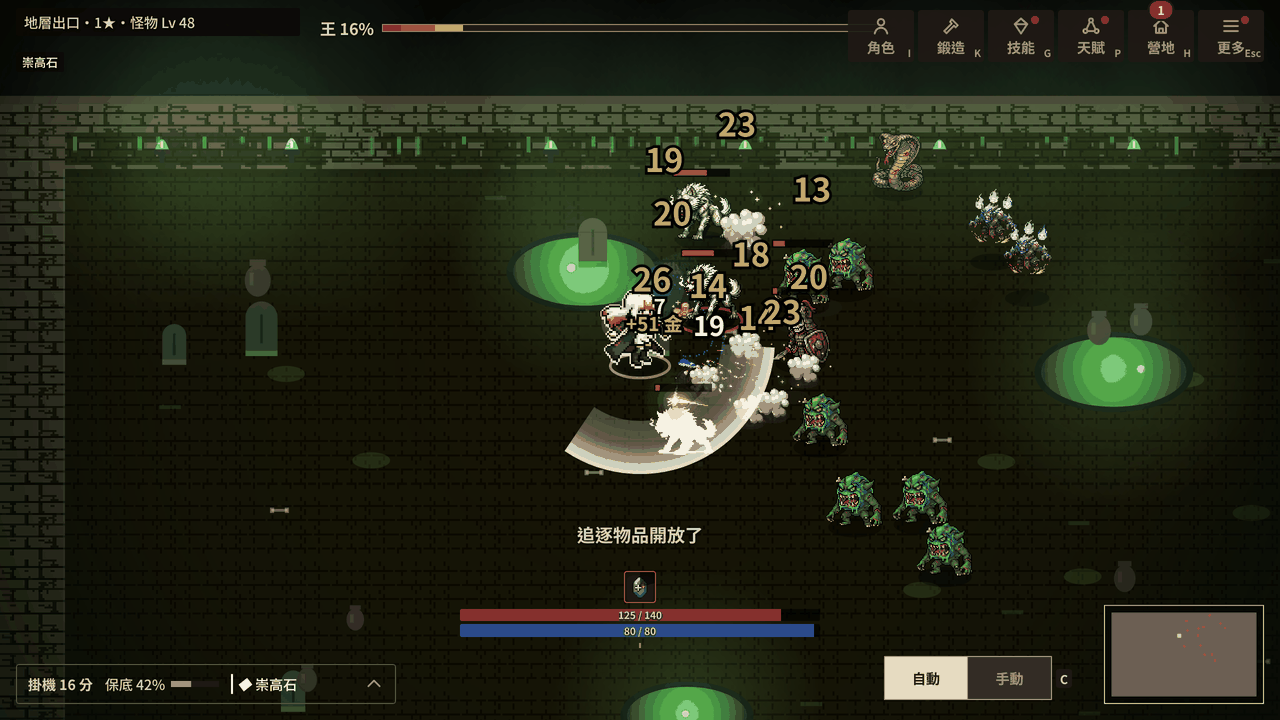 地層出口・1★・怪物 Lv 48
王 16%
崇高石
角色 I
鍛造 K
技能 G
天賦 P
1
營地 H
更多 Esc
23
19
13
20
18
26
14
20
7
+51 金
19
23
追逐物品開放了
125 / 140
80 / 80
掛機 16 分 保底 42% 崇高石
自動
手動
C